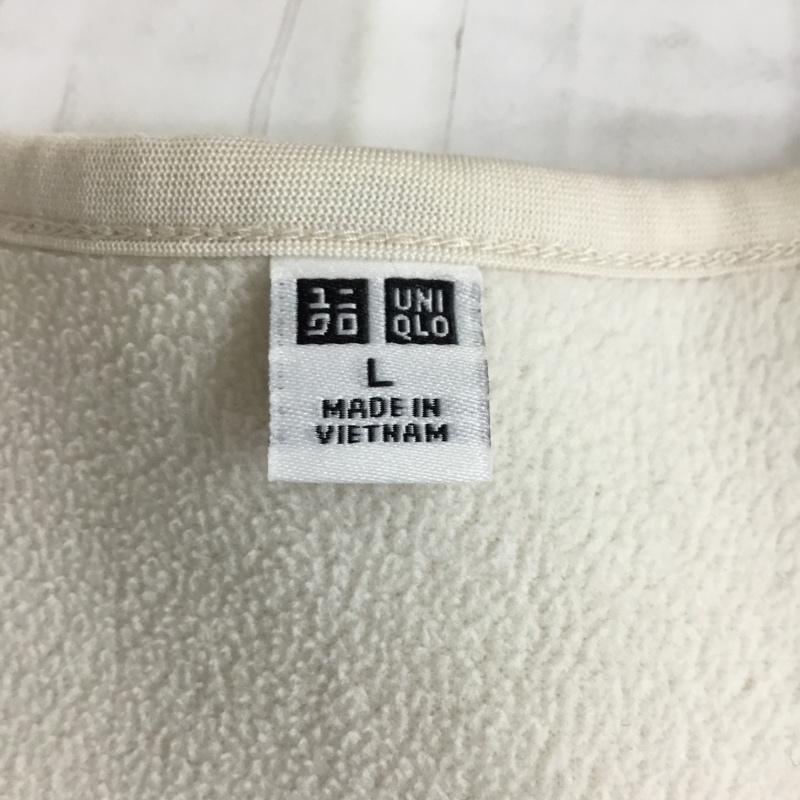 ユニ UNI
クロ QLO
L
MADE IN
VIETNAM